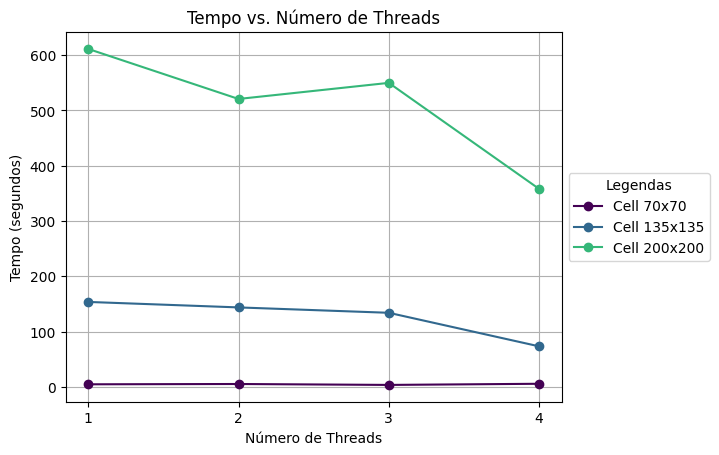 Tempo vs. Número de Threads
600
500
400
300
200
100
0
Tempo (segundos)
1 2 3 4
Número de Threads
Legendas
Cell 70x70
Cell 135x135
Cell 200x200